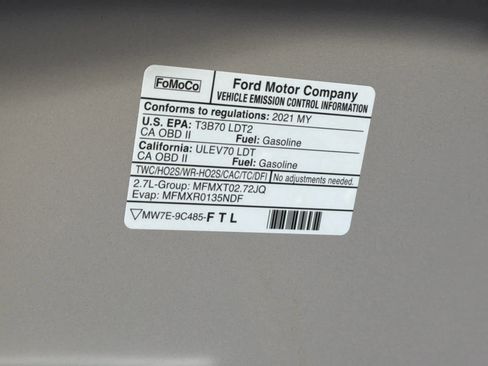 FoMoCo
Ford Motor Company
VEHICLE EMISSION CONTROL INFORMATION
Conforms to regulations: 2021 MY
U.S. EPA: T3B70 LDT2
CA OBD II Fuel: Gasoline
California: ULEV70 LDT
CA OBD II Fuel: Gasoline
TWC/HO2S/WR-HO2S/CAC/TC/DFI No adjustments needed.
2.7L-Group: MFMXT02.72JQ
Evap: MFMXR0135NDF
MW7E-9C485-F T L